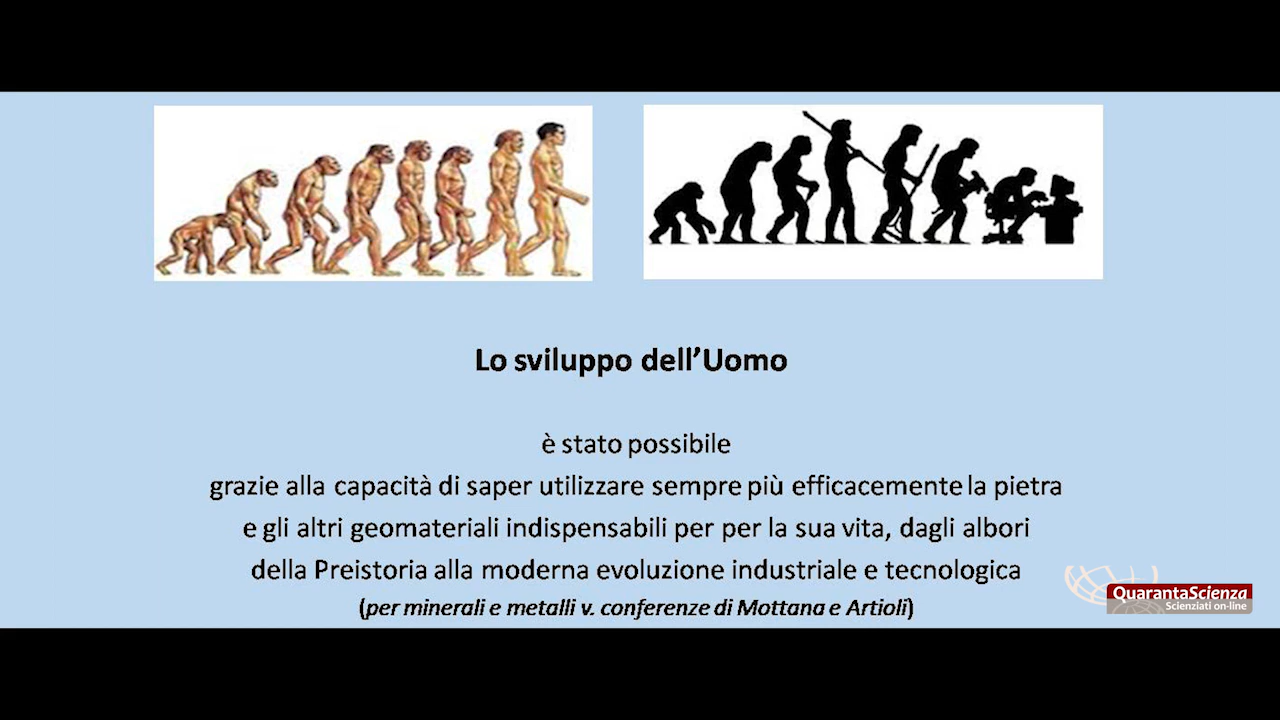 Lo sviluppo dell'Uomo
è stato possibile
grazie alla capacità di saper utilizzare sempre più efficacemente la pietra
e gli altri geomateriali indispensabili per per la sua vita, dagli albori
della Preistoria alla moderna evoluzione industriale e tecnologica
(per minerali e metalli v. conferenze di Mottana e Artioli)
QuarantaScienza
Scienziati on-line